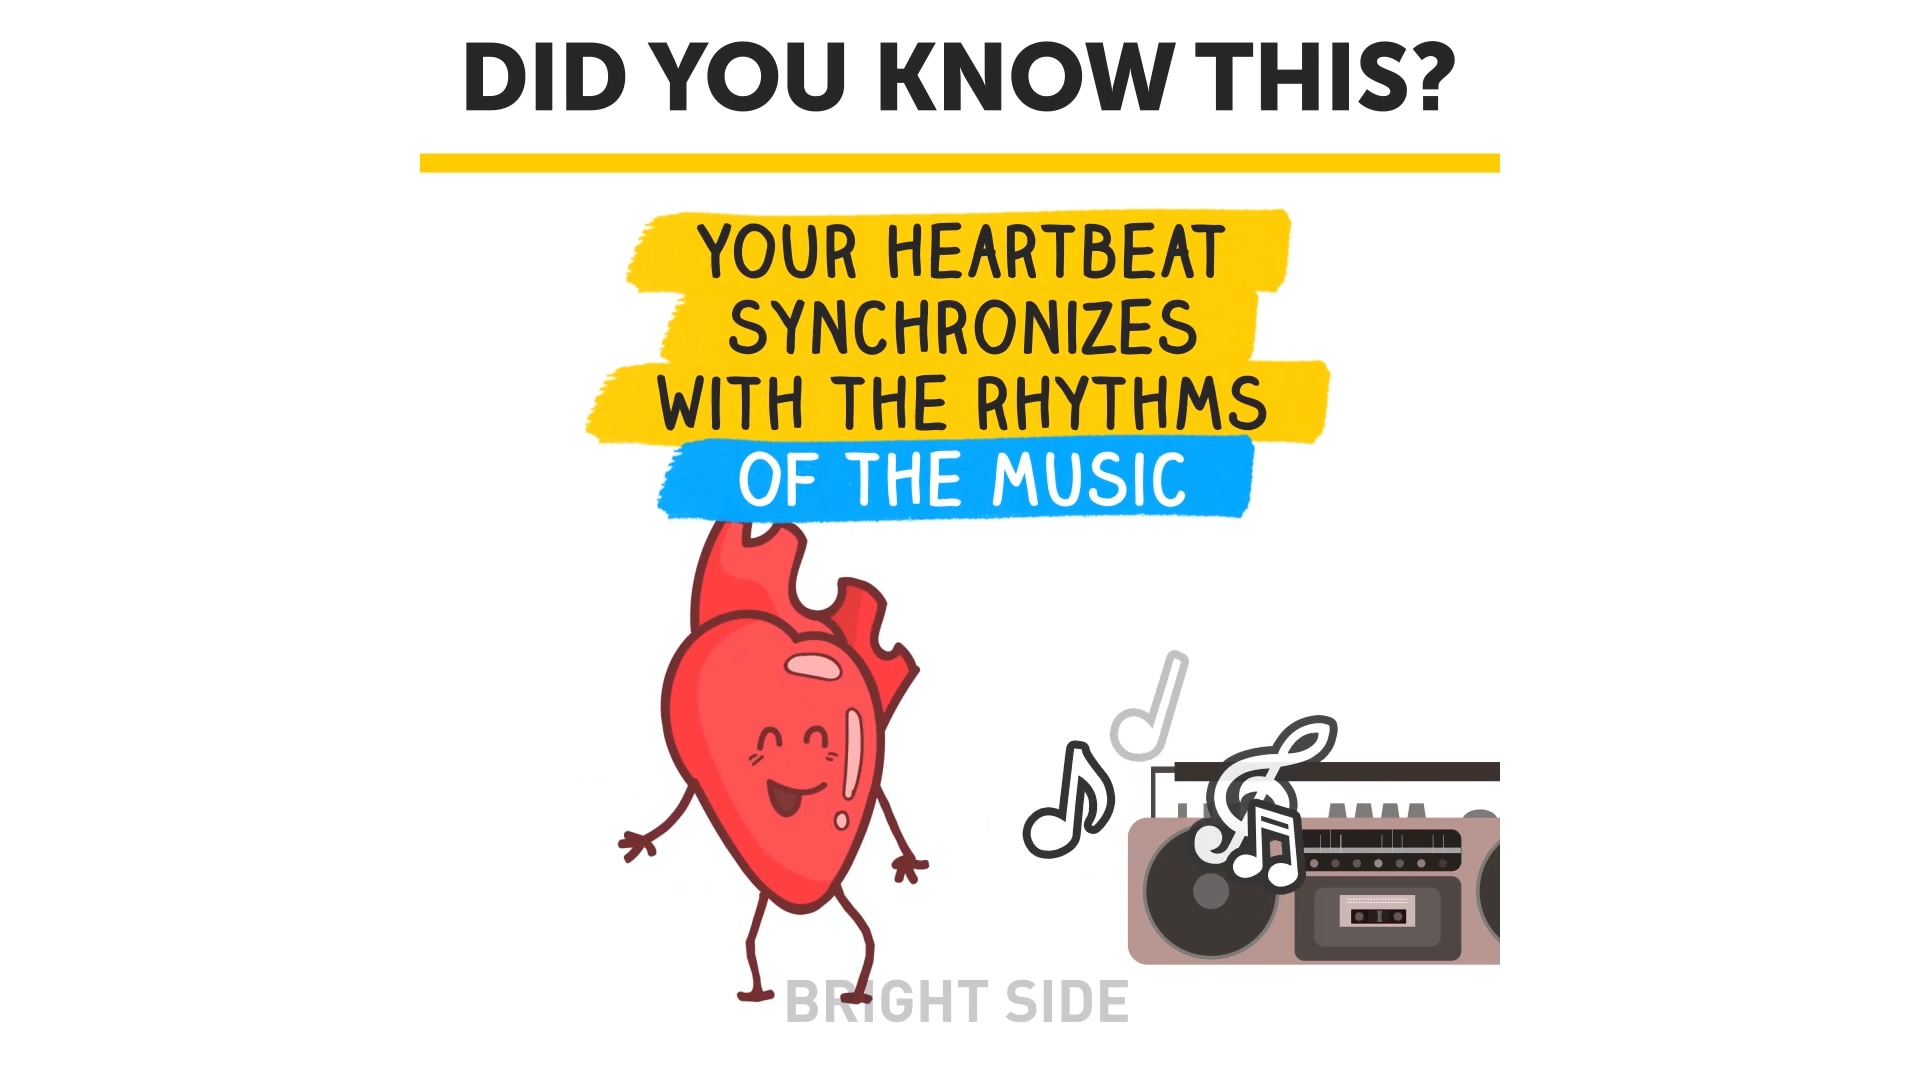 DID YOU KNOW THIS?
YOUR HEARTBEAT
SYNCHRONIZES
WITH THE RHYTHMS
OF THE MUSIC
BRIGHT SIDE